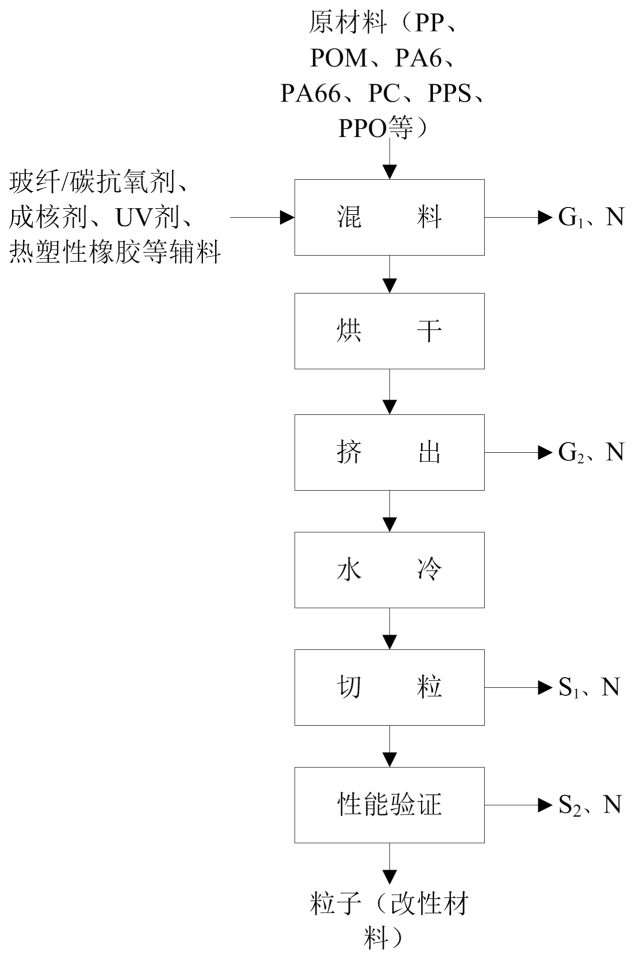 原材料（PP、
POM、PA6、
PA66、PC、PPS、
PPO等）
玻纤/碳抗氧剂、
成核剂、UV剂、
热塑性橡胶等辅料
混 料
G₁、N
烘 干
挤 出
G₂、N
水 冷
切 粒
S₁、N
性能验证
S₂、N
粒子（改性材
料）